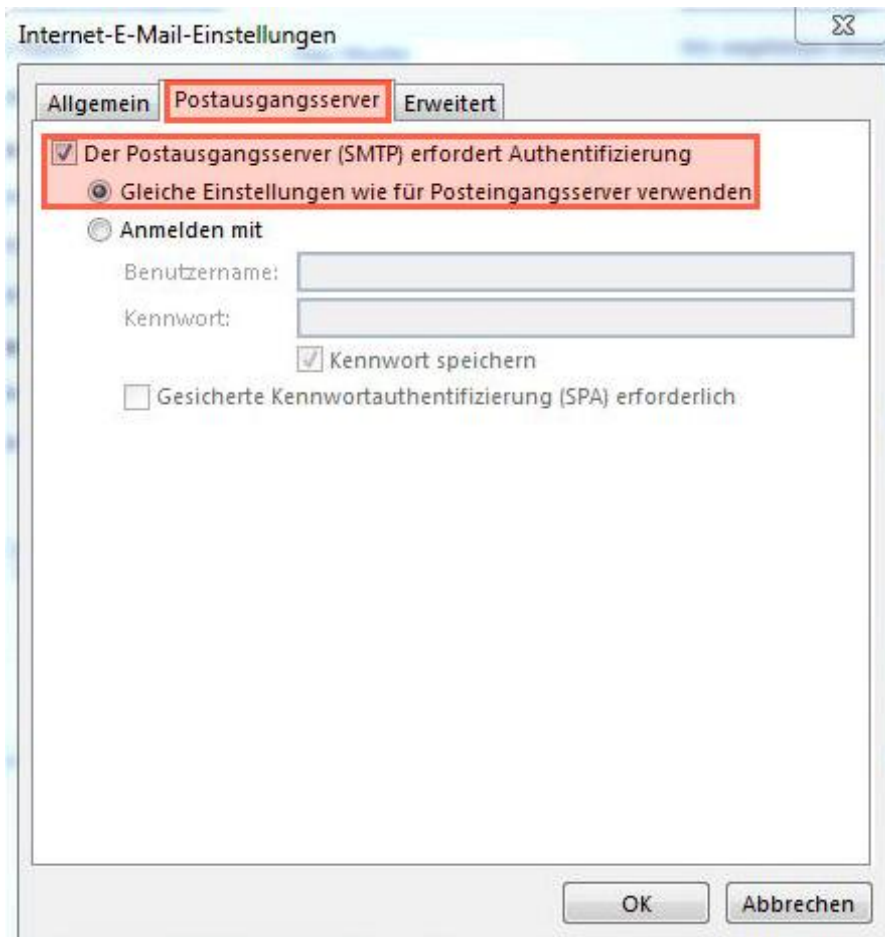 Internet-E-Mail-Einstellungen
Allgemein Postausgangsserver Erweitert
Der Postausgangsserver (SMTP) erfordert Authentifizierung
Gleiche Einstellungen wie für Posteingangsserver verwenden
Anmelden mit
Benutzername:
Kennwort:
Kennwort speichern
Gesicherte Kennwortauthentifizierung (SPA) erforderlich
OK Abbrechen